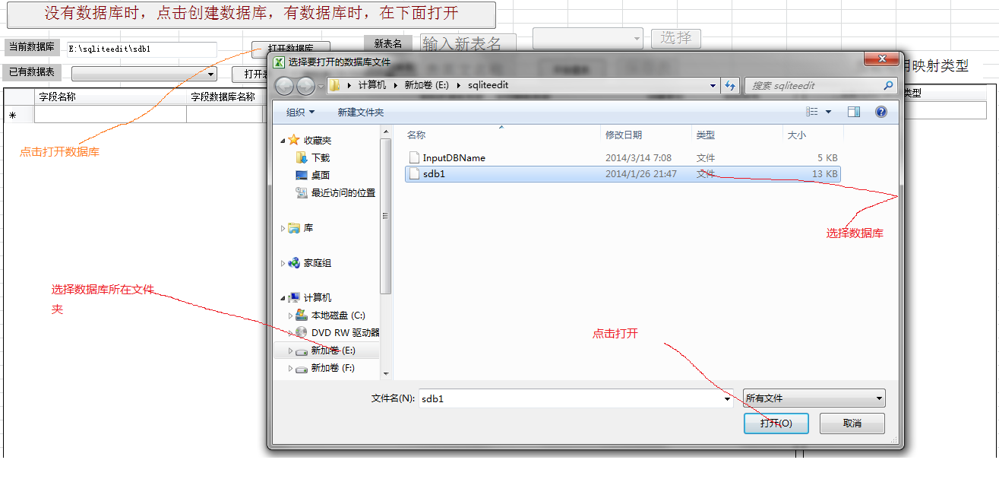 没有数据库时，点击创建数据库，有数据库时，在下面打开
当前数据库
E:\sqliteedit\sdb1
打开数据库
新表名
输入新表名
选择
已有数据表
打开
明映射类型
字段名称
字段数据库名称
类型
*
点击打开数据库
选择数据库所在文件
夹
选择要打开的数据库文件
计算机
新加卷 (E:)
sqliteedit
搜索 sqliteedit
组织
新建文件夹
收藏夹
下载
桌面
最近访问的位置
库
家庭组
计算机
本地磁盘 (C:)
DVD RW 驱动器
新加卷 (E:)
新加卷 (F:)
名称
修改日期
类型
大小
InputDBName
2014/3/14 7:08
文件
5 KB
sdb1
2014/1/26 21:47
文件
13 KB
选择数据库
点击打开
文件名(N):
sdb1
所有文件
打开(O)
取消